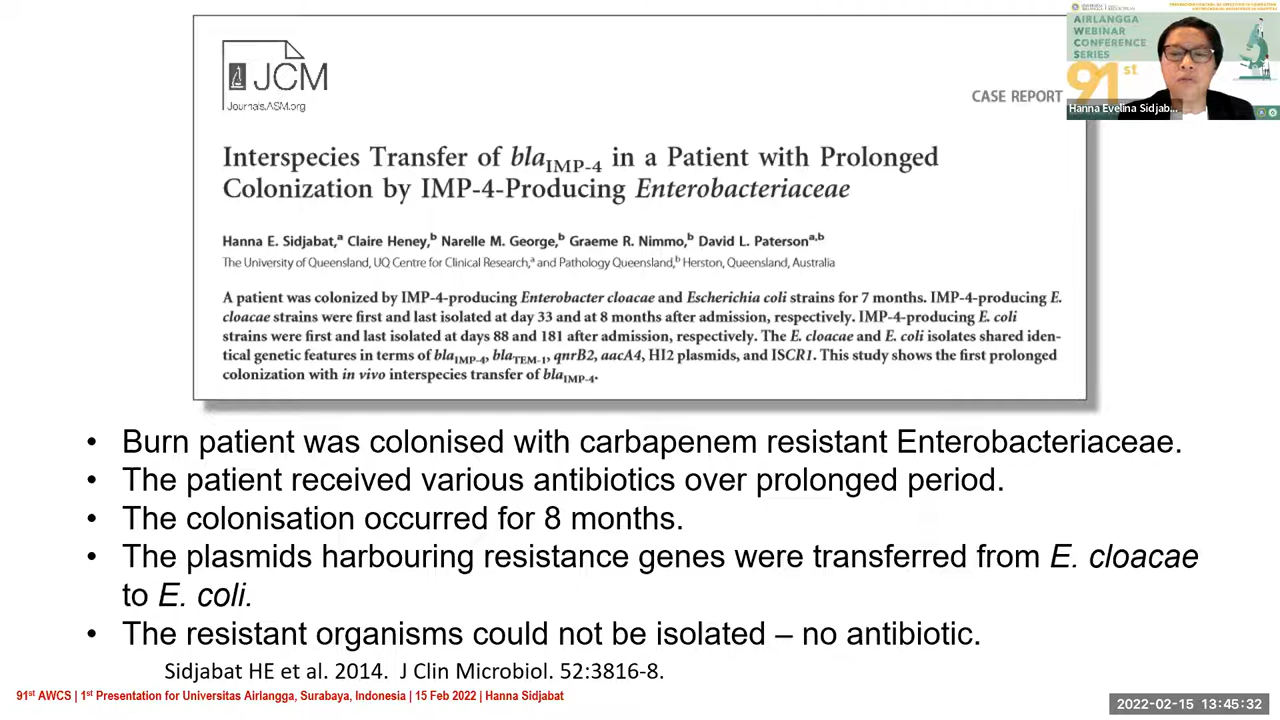 JCM
Journals.ASM.org
CASE REPORT
Interspecies Transfer of blaIMP-4 in a Patient with Prolonged
Colonization by IMP-4-Producing Enterobacteriaceae
Hanna E. Sidjabat,a Claire Heney,b Narelle M. George,b Graeme R. Nimmo,b David L. Patersona,b
The University of Queensland, UQ Centre for Clinical Research,a and Pathology Queensland,b Herston, Queensland, Australia
A patient was colonized by IMP-4-producing Enterobacter cloacae and Escherichia coli strains for 7 months. IMP-4-producing E.
cloacae strains were first and last isolated at day 33 and at 8 months after admission, respectively. IMP-4-producing E. coli
strains were first and last isolated at days 88 and 181 after admission, respectively. The E. cloacae and E. coli isolates shared iden-
tical genetic features in terms of blaIMP-4, blaTEM-1, qnrB2, aacA4, HI2 plasmids, and ISCR1. This study shows the first prolonged
colonization with in vivo interspecies transfer of blaIMP-4.
AIRLANGGA
WEBINAR
CONFERENCE
SERIES
91st
Hanna Evelina Sidjab...
• Burn patient was colonised with carbapenem resistant Enterobacteriaceae.
• The patient received various antibiotics over prolonged period.
• The colonisation occurred for 8 months.
• The plasmids harbouring resistance genes were transferred from E. cloacae
to E. coli.
• The resistant organisms could not be isolated – no antibiotic.
Sidjabat HE et al. 2014. J Clin Microbiol. 52:3816-8.
91st AWCS | 1st Presentation for Universitas Airlangga, Surabaya, Indonesia | 15 Feb 2022 | Hanna Sidjabat
2022-02-15 13:45:32